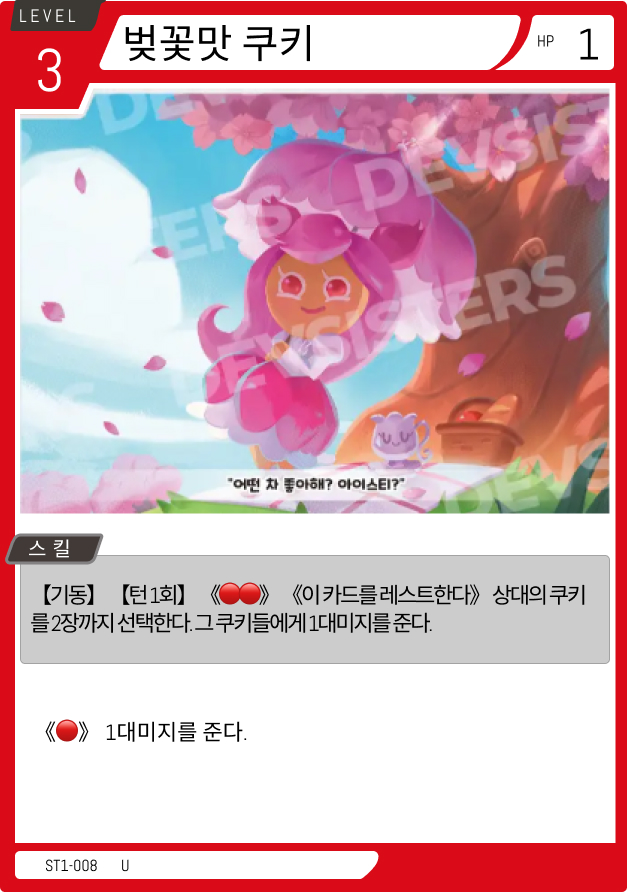 LEVEL
3
벚꽃맛 쿠키
HP 1
DEVSISTERS
DEVSISTERS
DEVSISTERS
"어떤 차 좋아해? 아이스티?"
스킬
【기동】 【턴 1회】 《🔴🔴》 《이 카드를 레스트한다》 상대의 쿠키
를 2장까지 선택한다. 그 쿠키들에게 1대미지를 준다.
《🔴》 1대미지를 준다.
ST1-008 U